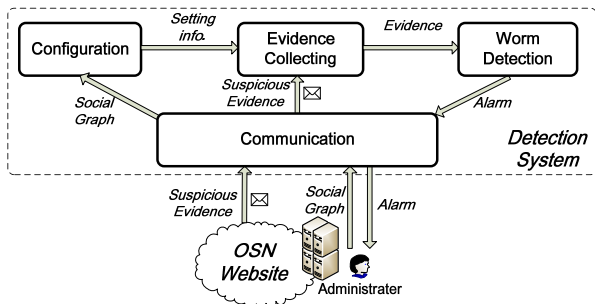 Setting
info.
Evidence
Configuration
Evidence
Collecting
Worm
Detection
Social
Graph
Suspicious
Evidence
Alarm
Communication
Detection
System
Suspicious
Evidence
Social
Graph
Alarm
OSN
Website
Administrater